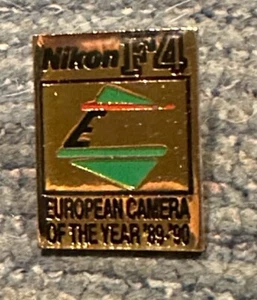 Nikon F4
E
EUROPEAN CAMERA
OF THE YEAR '89-'90